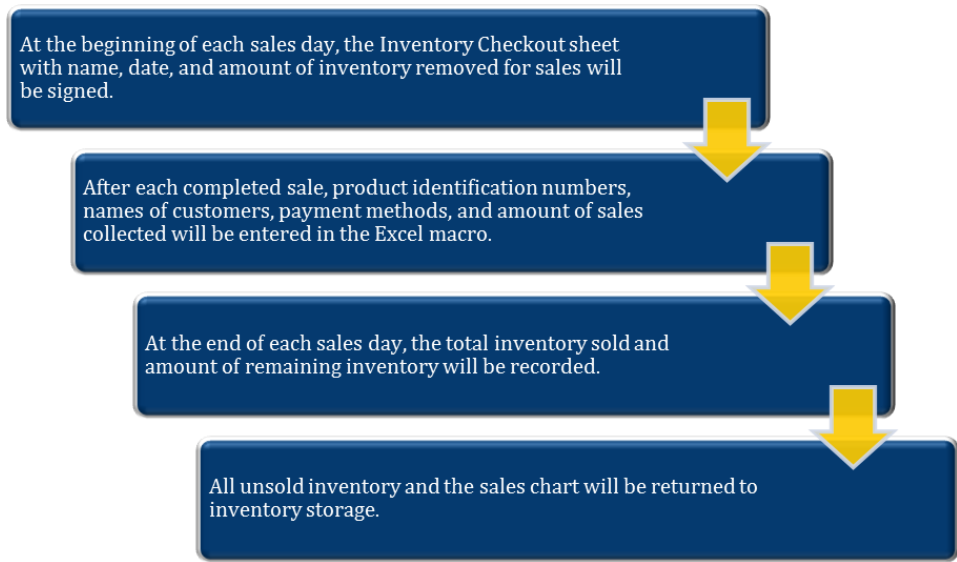 At the beginning of each sales day, the Inventory Checkout sheet
with name, date, and amount of inventory removed for sales will
be signed.
After each completed sale, product identification numbers,
names of customers, payment methods, and amount of sales
collected will be entered in the Excel macro.
At the end of each sales day, the total inventory sold and
amount of remaining inventory will be recorded.
All unsold inventory and the sales chart will be returned to
inventory storage.